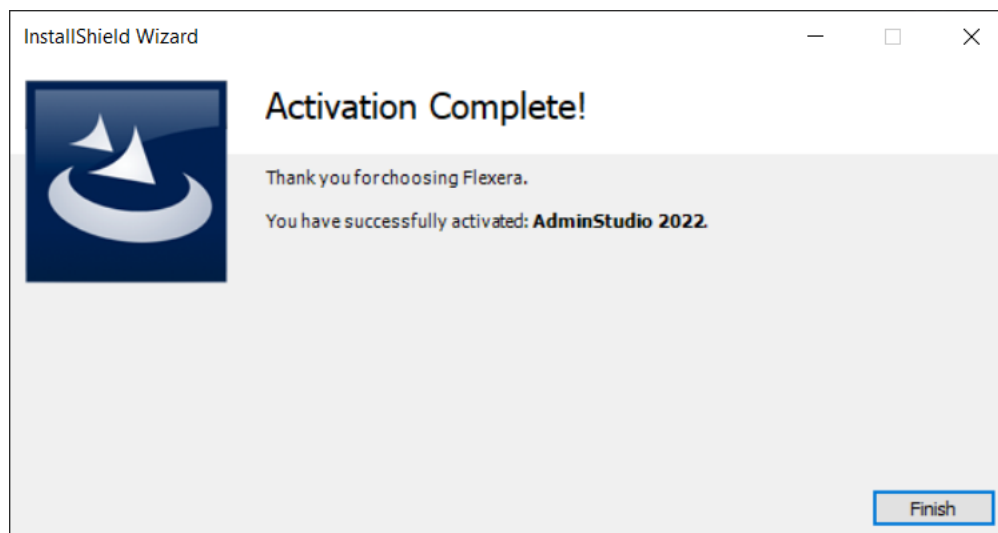 InstallShield Wizard
Activation Complete!
Thank you for choosing Flexera.
You have successfully activated: AdminStudio 2022.
Finish